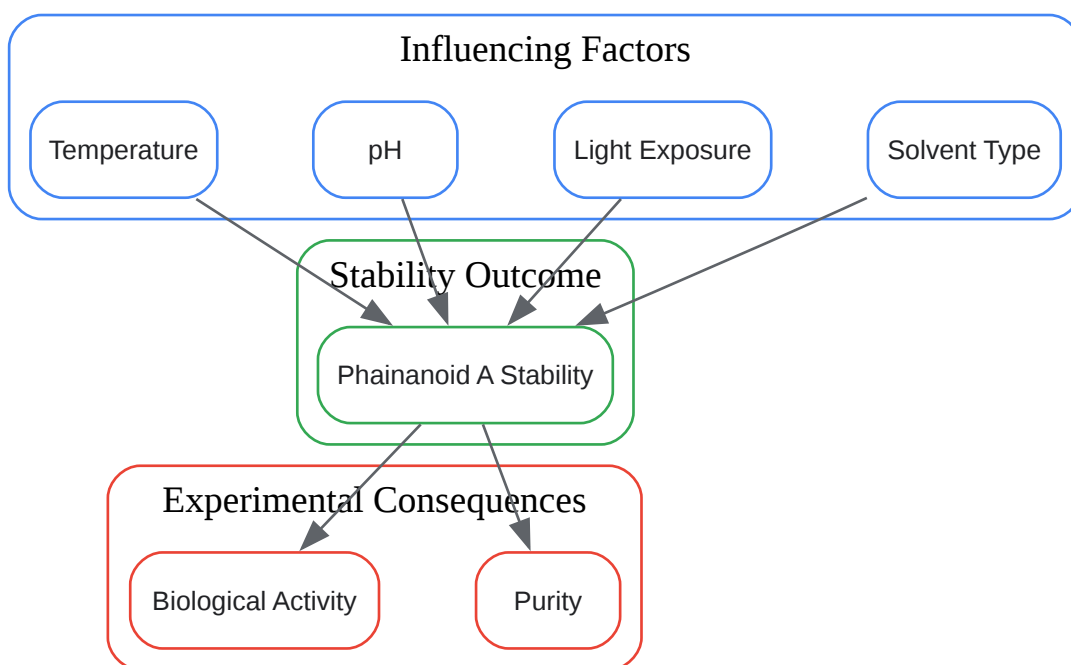 Influencing Factors
Temperature
pH
Light Exposure
Solvent Type
Stability Outcome
Phainanoid A Stability
Experimental Consequences
Biological Activity
Purity